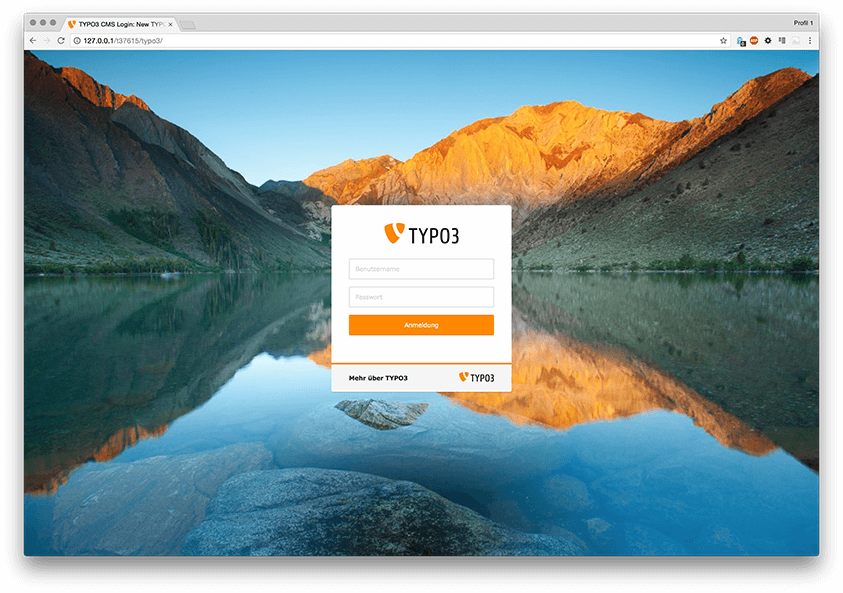 TYPO3 CMS Login: New TYPO
Profil 1
127.0.0.1/t37615/typo3/
TYPO3
Benutzername
Passwort
Anmeldung
Mehr über TYPO3
TYPO3